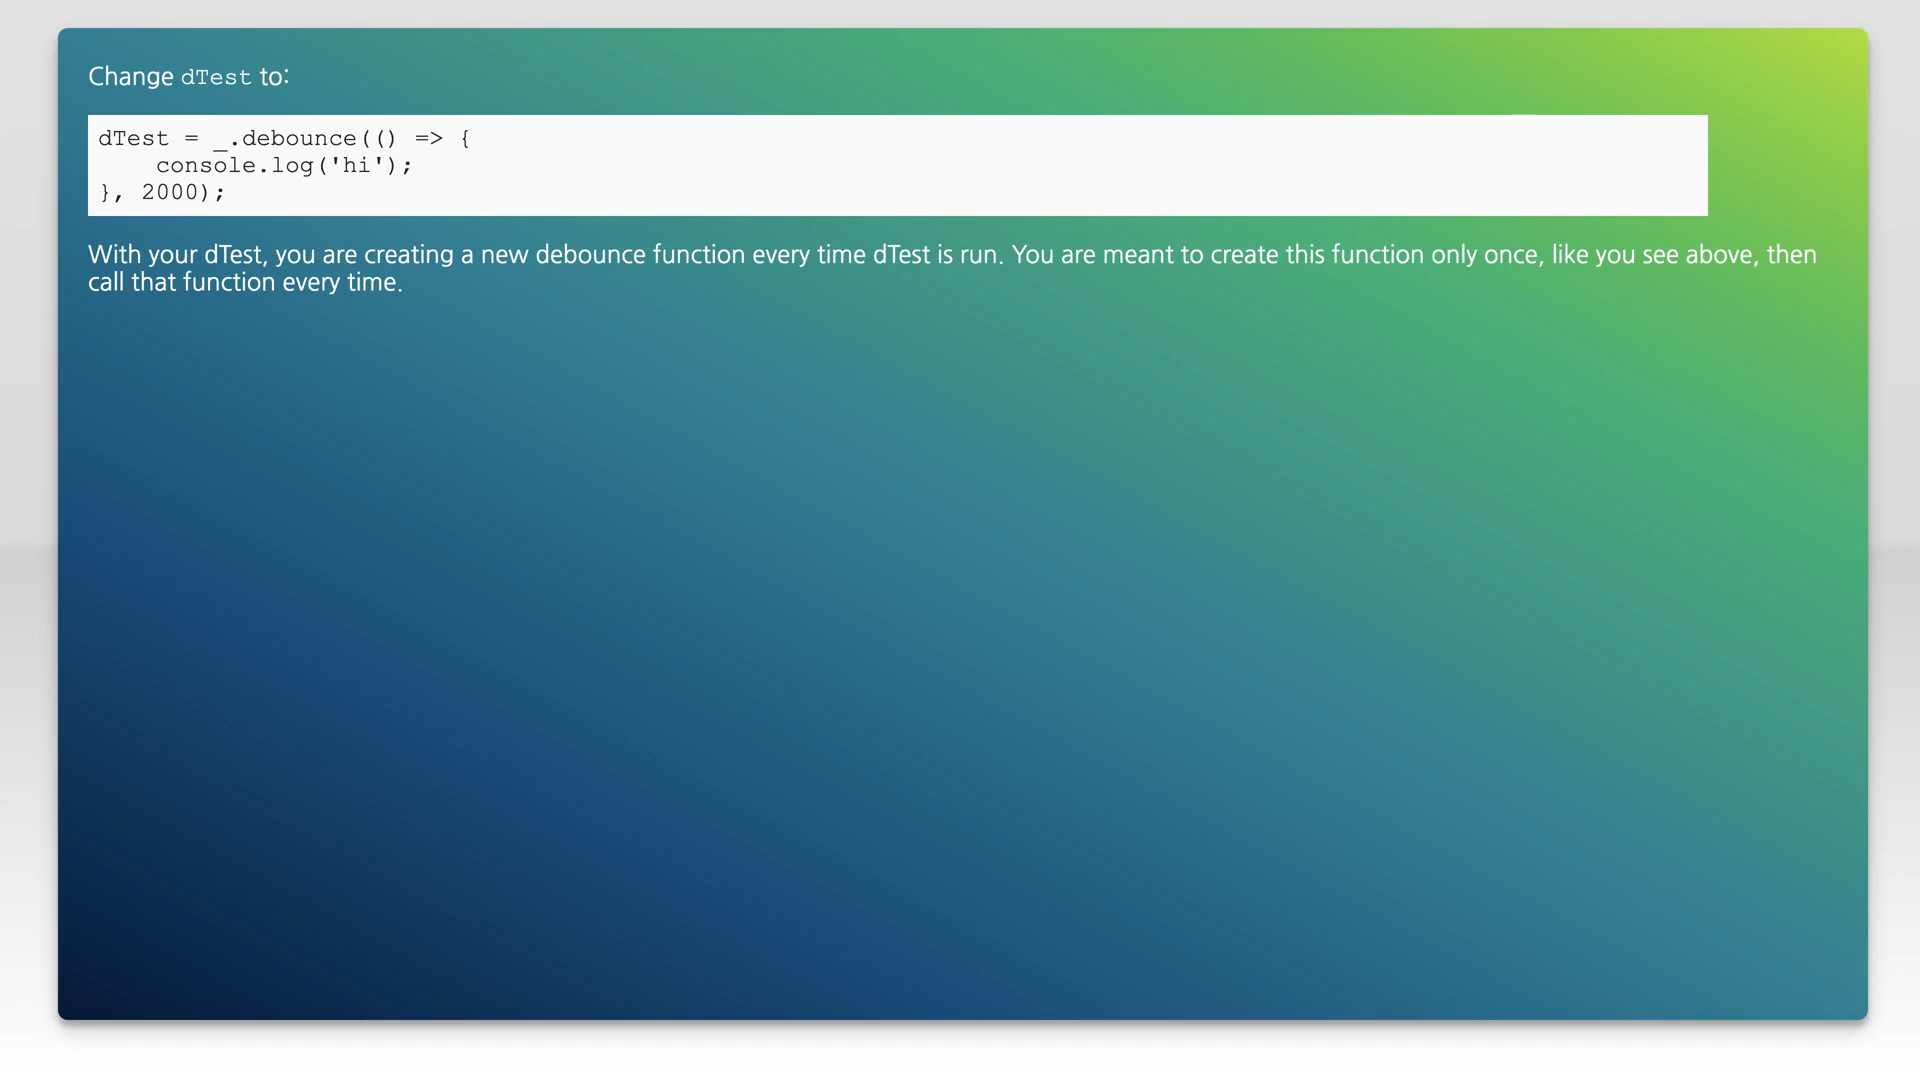 Change dTest to:
dTest = _.debounce(() => {
    console.log('hi');
}, 2000);
With your dTest, you are creating a new debounce function every time dTest is run. You are meant to create this function only once, like you see above, then
call that function every time.